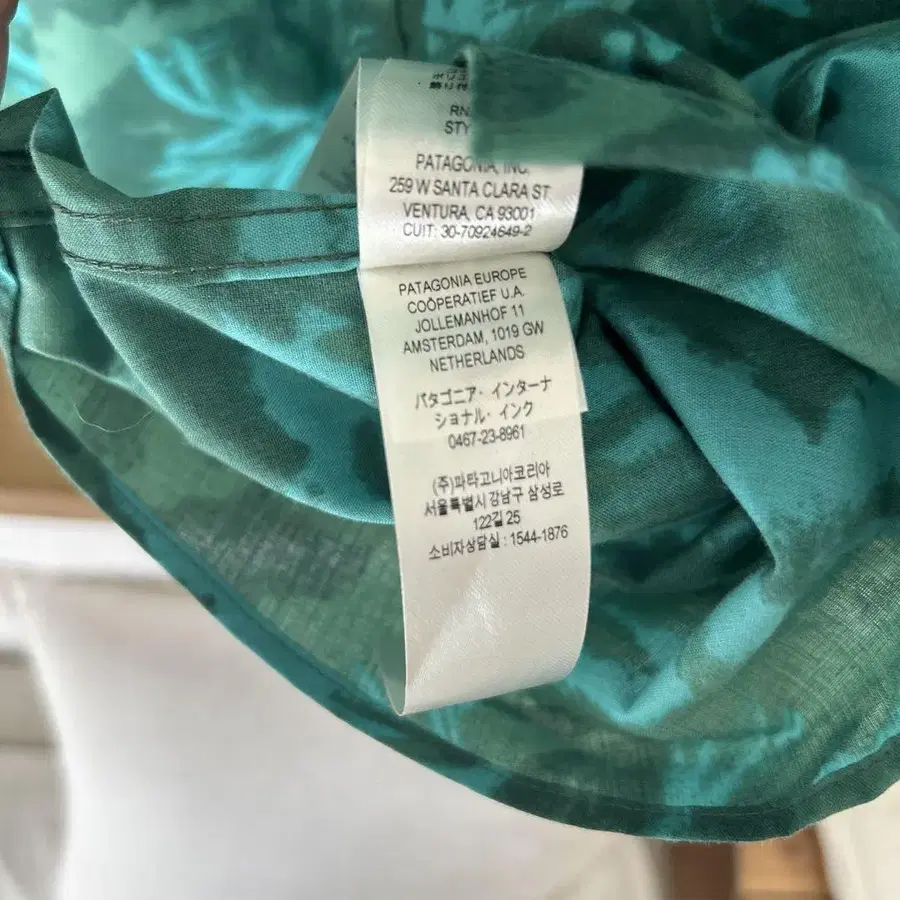 RN
STY
PATAGONIA, INC.
259 W SANTA CLARA ST
VENTURA, CA 93001
CUIT: 30-70924649-2
PATAGONIA EUROPE
COÖPERATIEF U.A.
JOLLEMANHOF 11
AMSTERDAM, 1019 GW
NETHERLANDS
パタゴニア・インターナ
ショナル・インク
0467-23-8961
(주)파타고니아코리아
서울특별시 강남구 삼성로
122길 25
소비자상담실 : 1544-1876